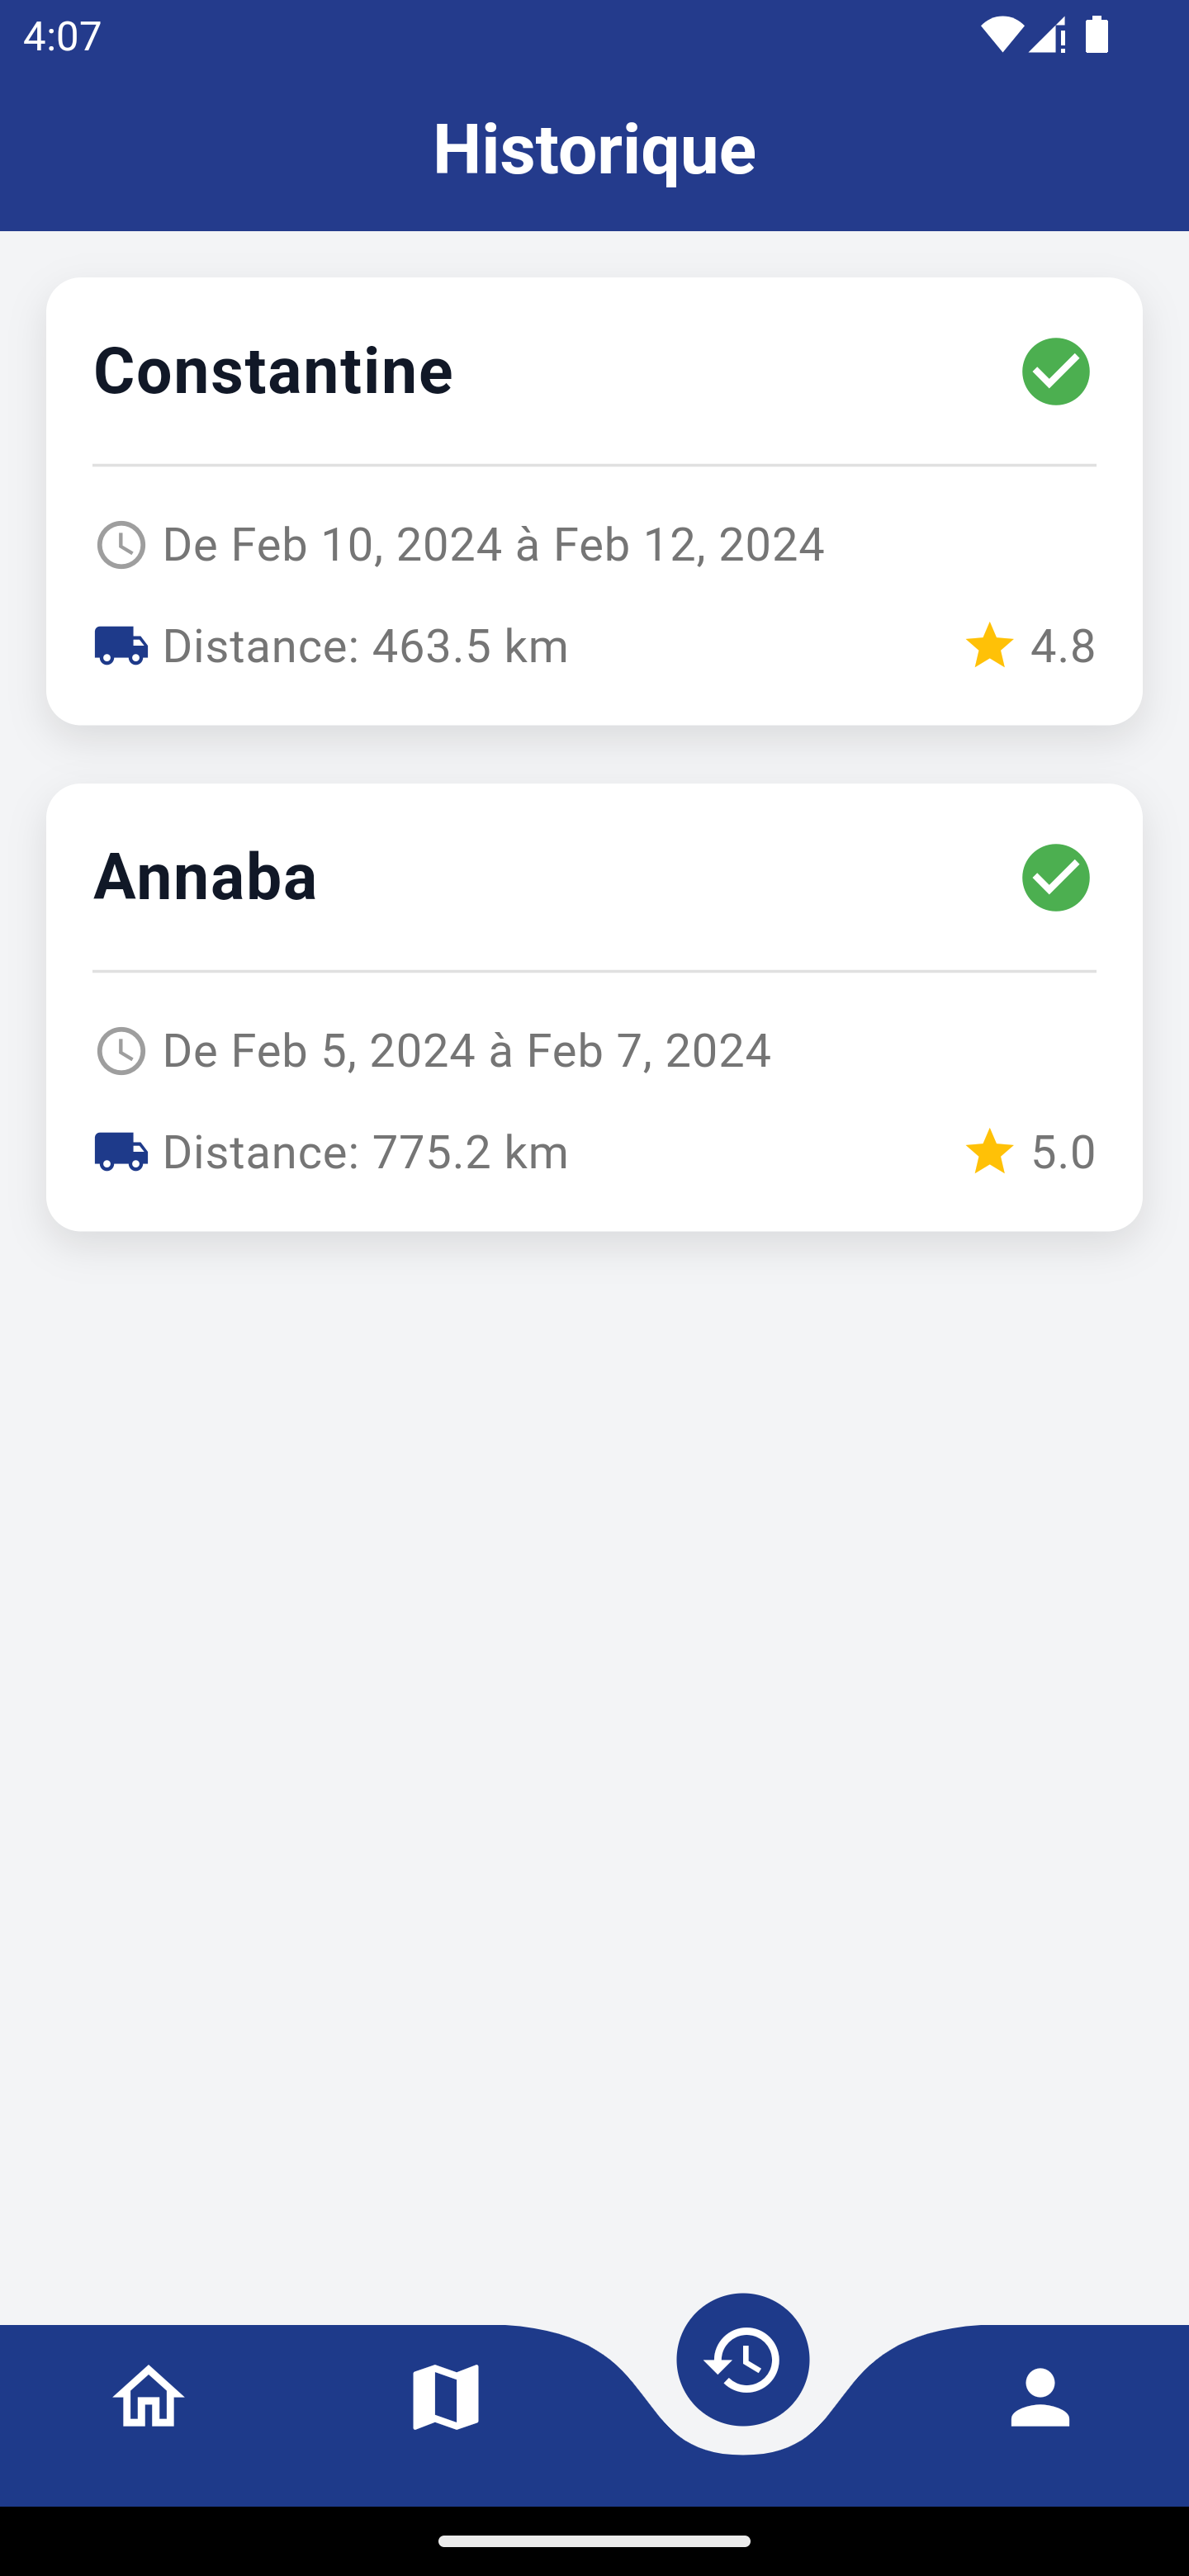 4:07
Historique
Constantine
De Feb 10, 2024 à Feb 12, 2024
Distance: 463.5 km
4.8
Annaba
De Feb 5, 2024 à Feb 7, 2024
Distance: 775.2 km
5.0